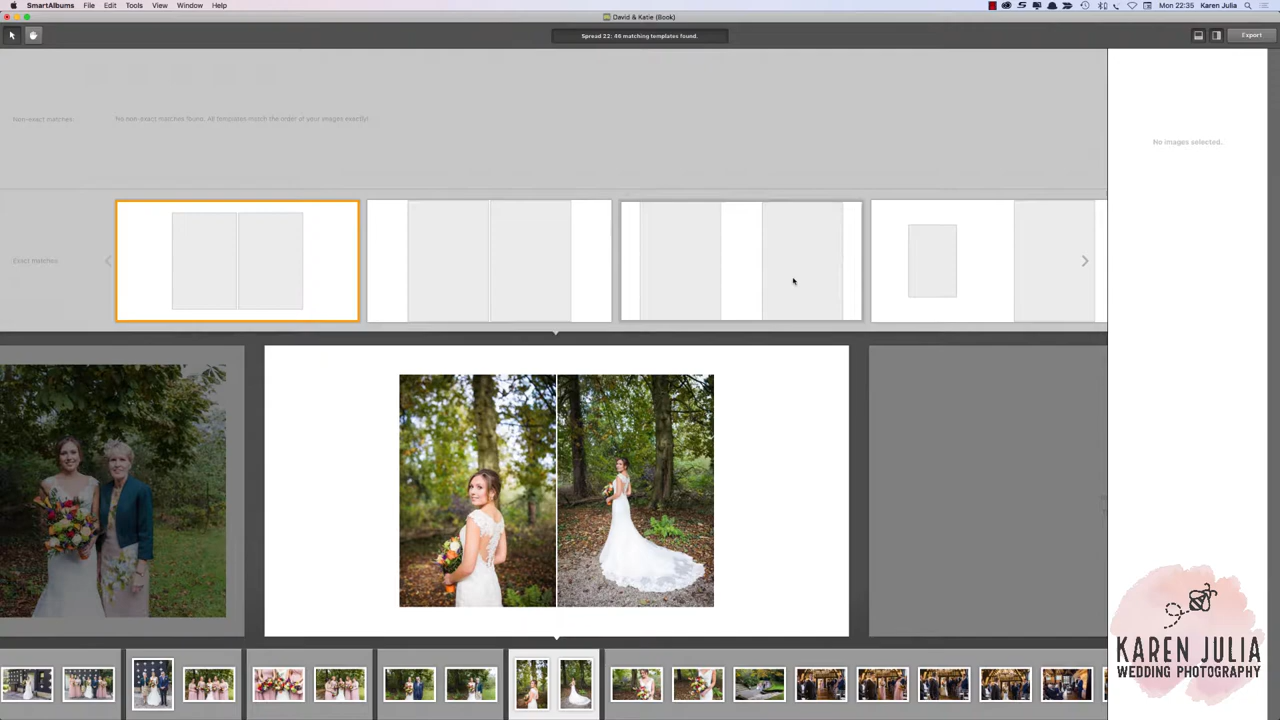 SmartAlbums File Edit Tools View Window Help
Mon 22:35 Karen Julia
David & Katie (Book)
Spread 22: 46 matching templates found.
Export
Non-exact matches:
No non-exact matches found. All templates match the order of your images exactly!
No images selected.
Exact matches:
KAREN JULIA
WEDDING PHOTOGRAPHY